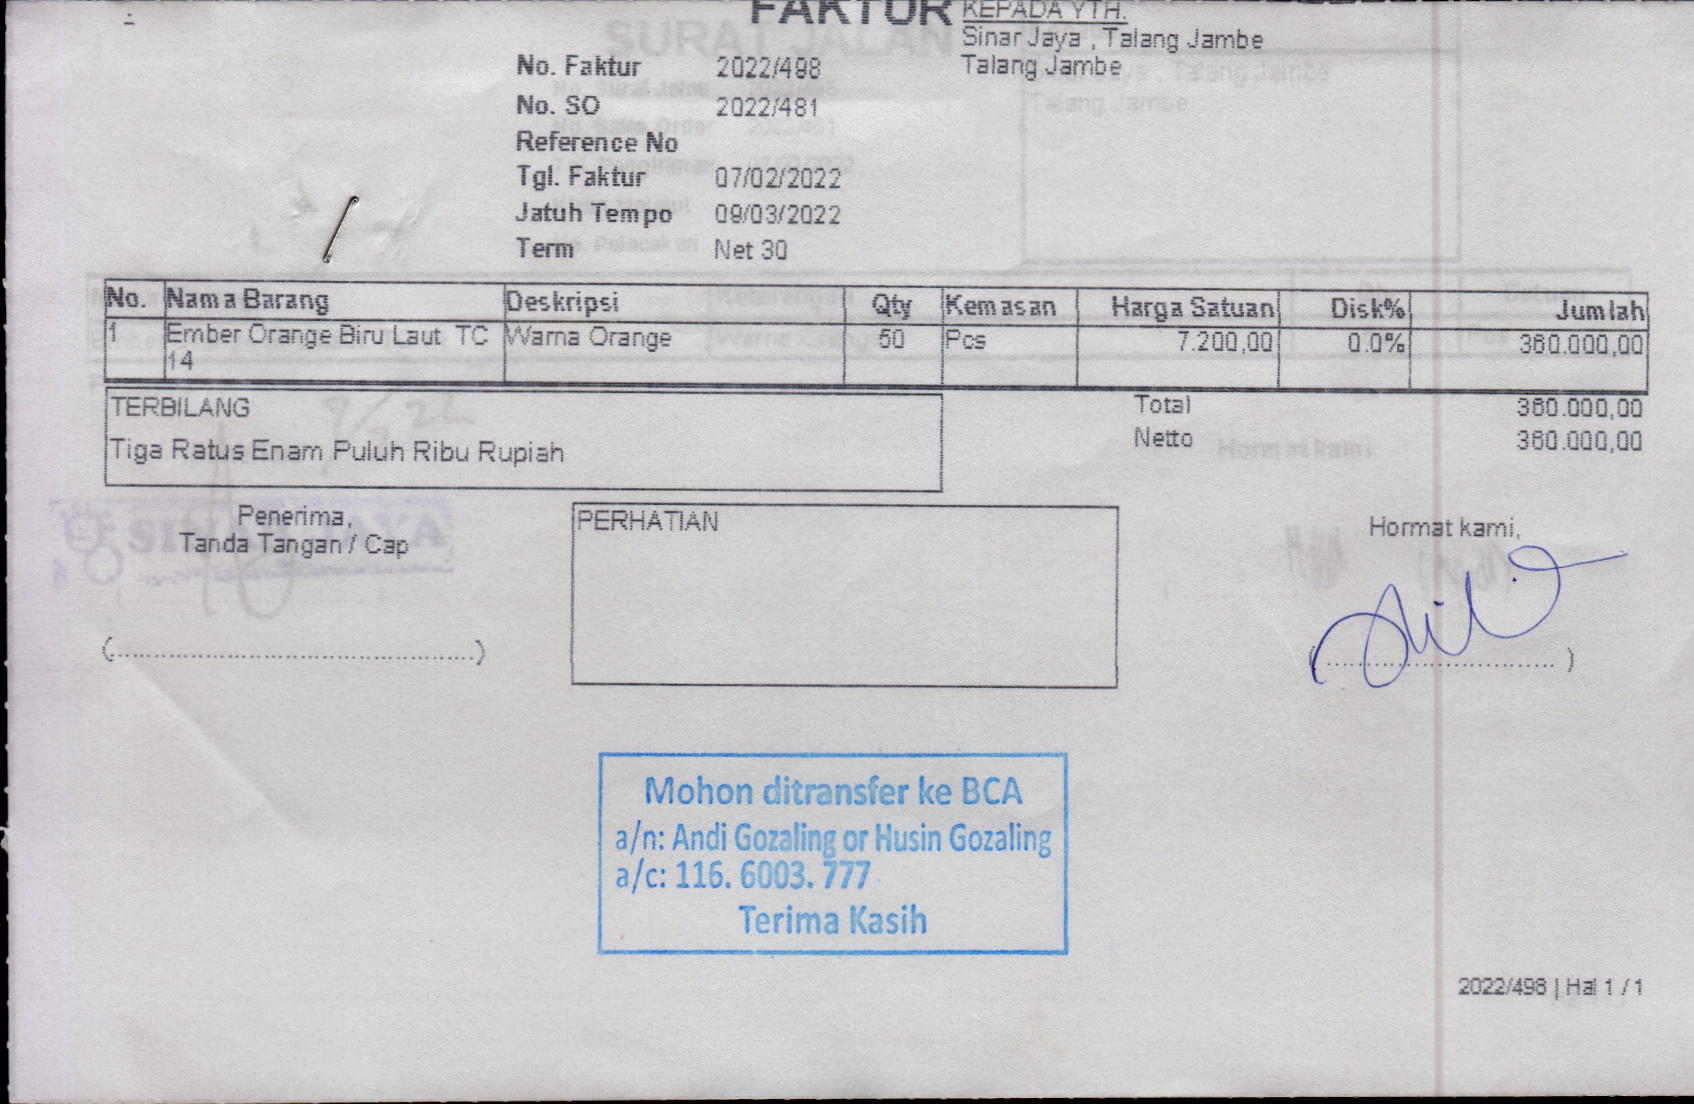 FAKTUR
KEPADA YTH.
Sinar Jaya , Talang Jambe
Talang Jambe
No. Faktur 2022/498
No. SO 2022/481
Reference No
Tgl. Faktur 07/02/2022
Jatuh Tempo 09/03/2022
Term Net 30
No. Nama Barang Deskripsi Qty Kemasan Harga Satuan Disk% Jumlah
1 Ember Orange Biru Laut TC Warna Orange 50 Pcs 7.200,00 0.0% 360.000,00
14
TERBILANG
Tiga Ratus Enam Puluh Ribu Rupiah
Total 360.000,00
Netto 360.000,00
Penerima,
Tanda Tangan / Cap
(..............................................)
PERHATIAN
Hormat kami,
(.............................)
Mohon ditransfer ke BCA
a/n: Andi Gozaling or Husin Gozaling
a/c: 116. 6003. 777
Terima Kasih
2022/498 | Hal 1 / 1
SURAT JALAN
SINAR JAYA